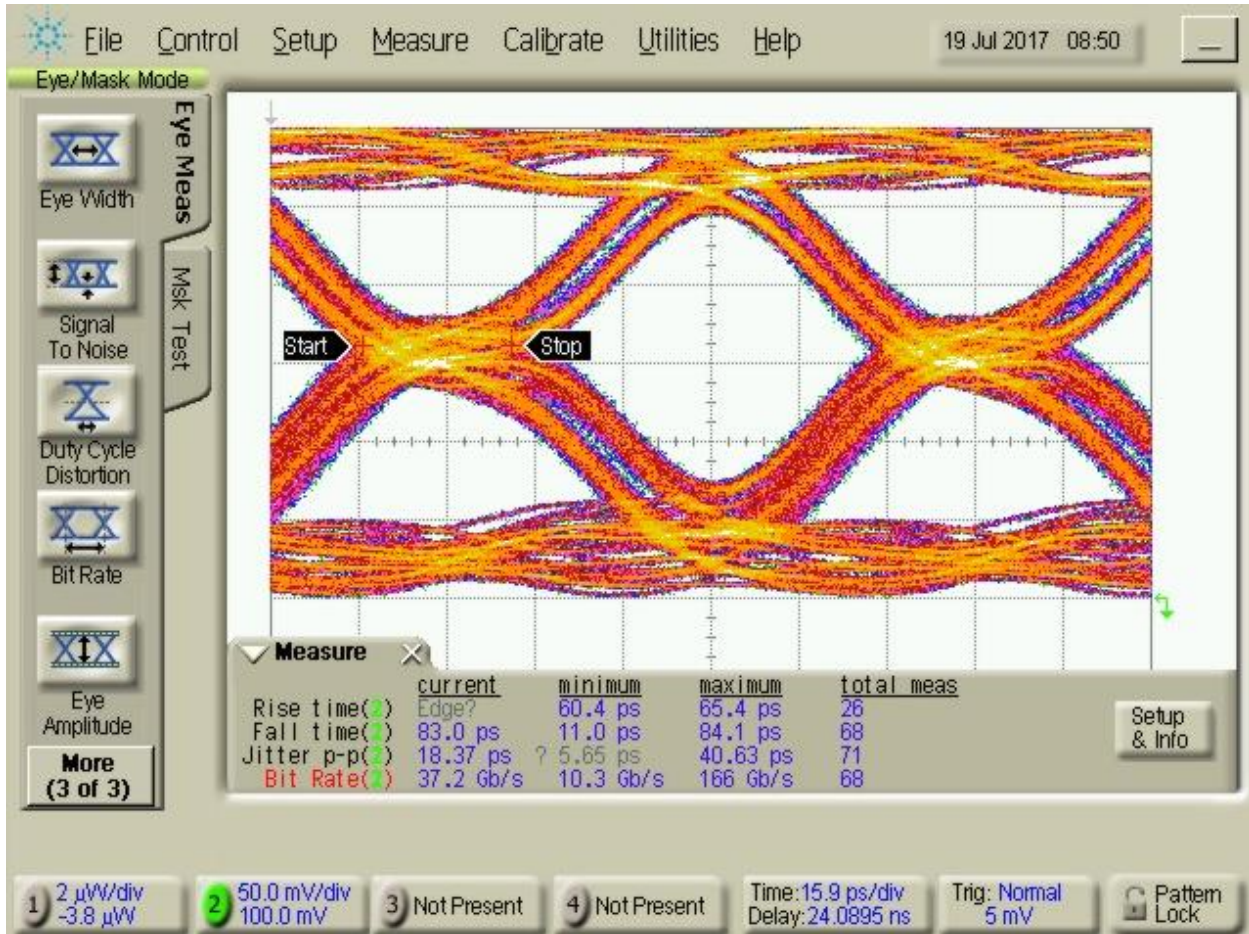 File Control Setup Measure Calibrate Utilities Help 19 Jul 2017 08:50
Eye/Mask Mode
Eye Meas
Msk Test
Eye Width
Signal
To Noise
Duty Cycle
Distortion
Bit Rate
Eye
Amplitude
More
(3 of 3)
Start Stop
Measure
current minimum maximum total meas
Rise time(2) Edge? 60.4 ps 65.4 ps 26
Fall time(2) 83.0 ps 11.0 ps 84.1 ps 68
Jitter p-p(2) 18.37 ps ? 5.65 ps 40.63 ps 71
Bit Rate(2) 37.2 Gb/s 10.3 Gb/s 166 Gb/s 68
Setup
& Info
1 2 µW/div
-3.8 µW
2 50.0 mV/div
100.0 mV
3 Not Present
4 Not Present
Time:15.9 ps/div
Delay:24.0895 ns
Trig: Normal
5 mV
Pattern
Lock